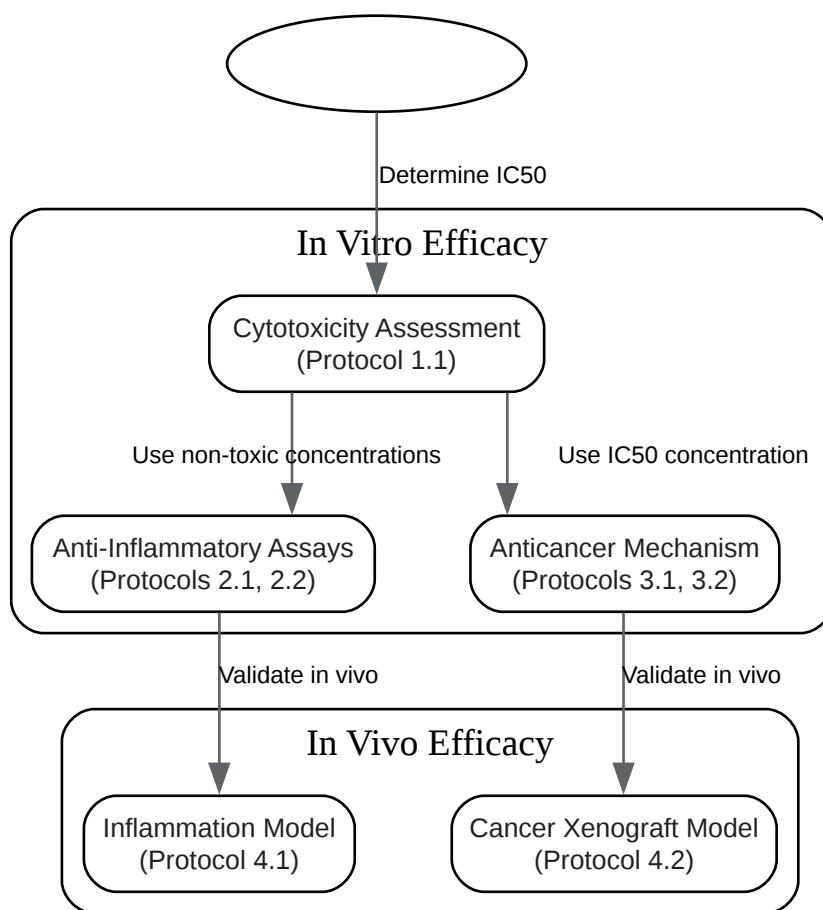 Determine IC50
In Vitro Efficacy
Cytotoxicity Assessment
(Protocol 1.1)
Use non-toxic concentrations
Use IC50 concentration
Anti-Inflammatory Assays
(Protocols 2.1, 2.2)
Anticancer Mechanism
(Protocols 3.1, 3.2)
Validate in vivo
Validate in vivo
In Vivo Efficacy
Inflammation Model
(Protocol 4.1)
Cancer Xenograft Model
(Protocol 4.2)